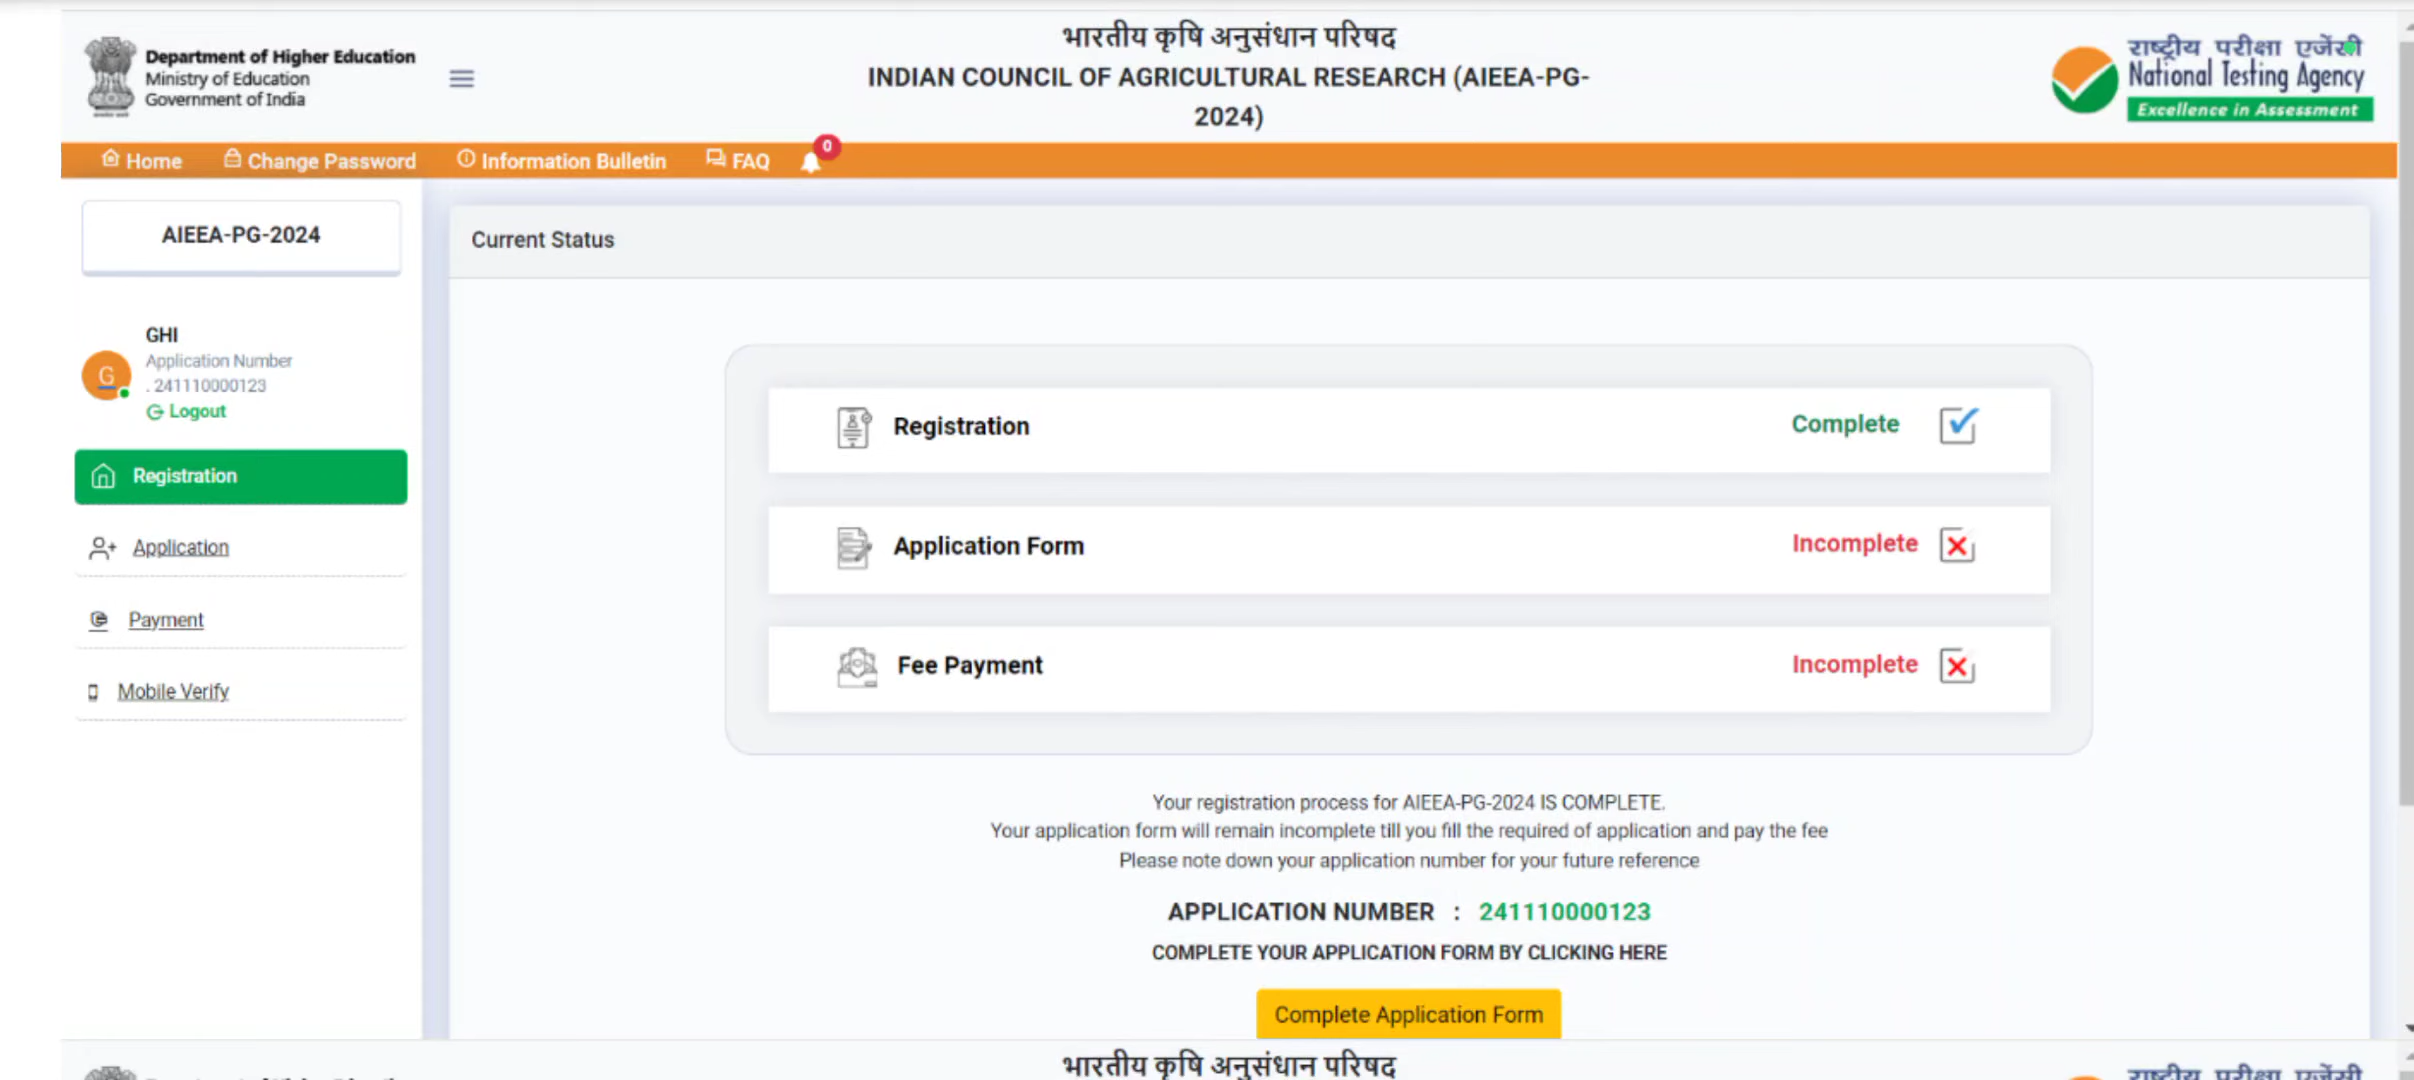 Department of Higher Education
Ministry of Education
Government of India
भारतीय कृषि अनुसंधान परिषद
INDIAN COUNCIL OF AGRICULTURAL RESEARCH (AIEEA-PG-
2024)
राष्ट्रीय परीक्षा एजेंसी
National Testing Agency
Excellence in Assessment
Home Change Password Information Bulletin FAQ 0
AIEEA-PG-2024
GHI
G
Application Number
. 241110000123
Logout
Registration
Application
Payment
Mobile Verify
Current Status
Registration Complete
Application Form Incomplete
Fee Payment Incomplete
Your registration process for AIEEA-PG-2024 IS COMPLETE.
Your application form will remain incomplete till you fill the required of application and pay the fee
Please note down your application number for your future reference
APPLICATION NUMBER : 241110000123
COMPLETE YOUR APPLICATION FORM BY CLICKING HERE
Complete Application Form
भारतीय कृषि अनुसंधान परिषद
राष्ट्रीय परीक्षा एजेंसी